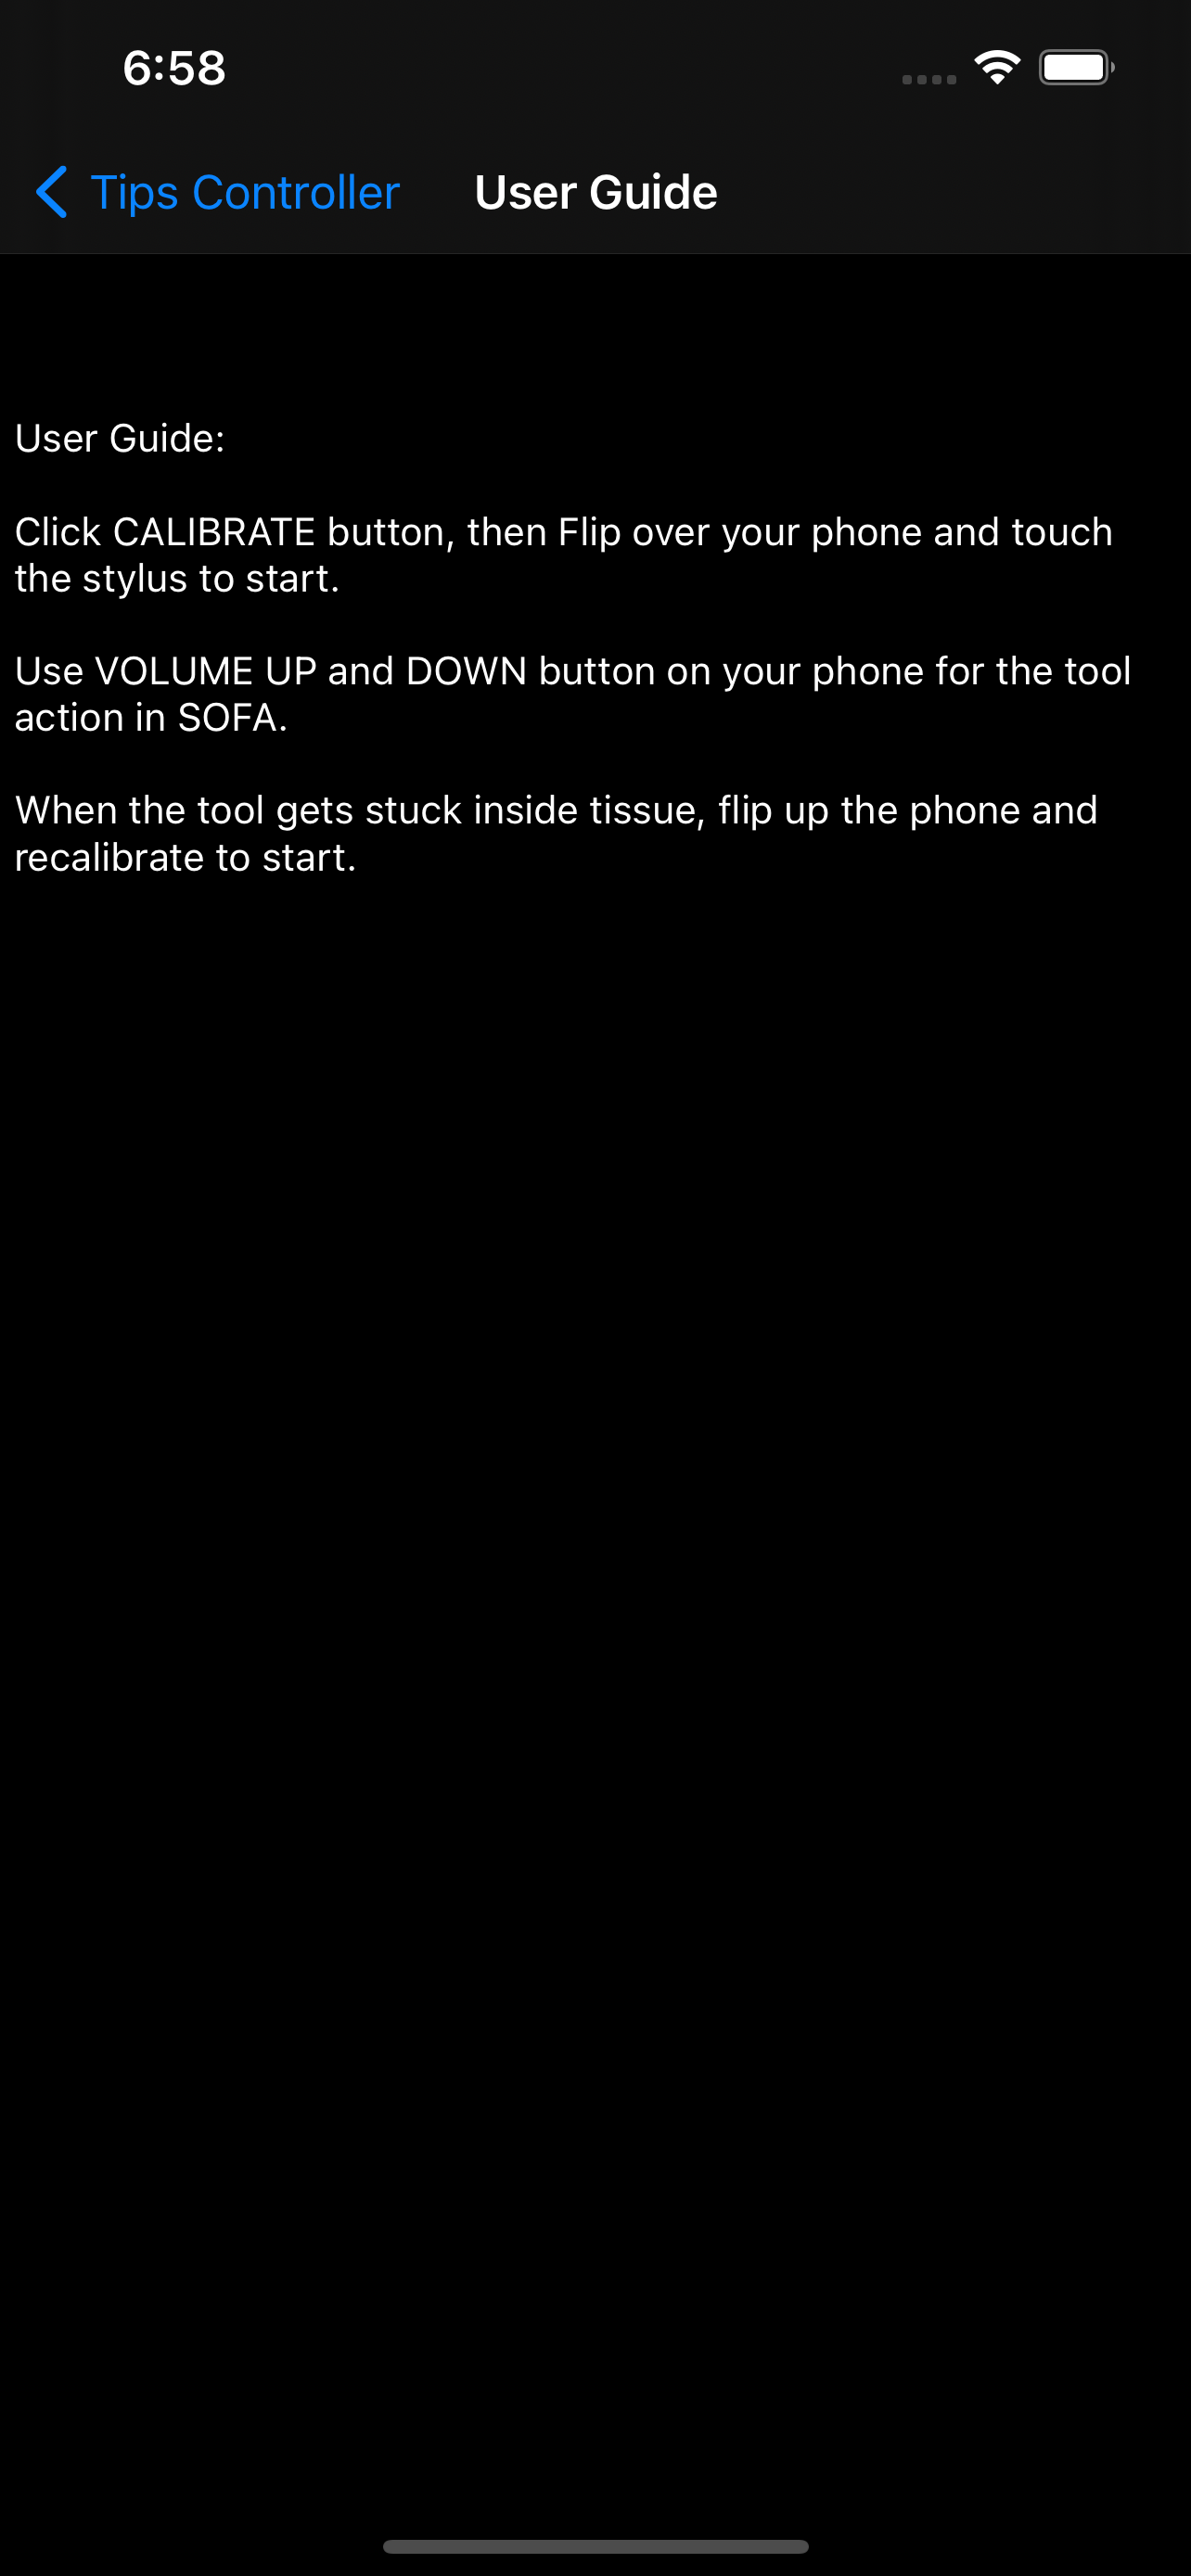 6:58
Tips Controller
User Guide
User Guide:
Click CALIBRATE button, then Flip over your phone and touch
the stylus to start.
Use VOLUME UP and DOWN button on your phone for the tool
action in SOFA.
When the tool gets stuck inside tissue, flip up the phone and
recalibrate to start.